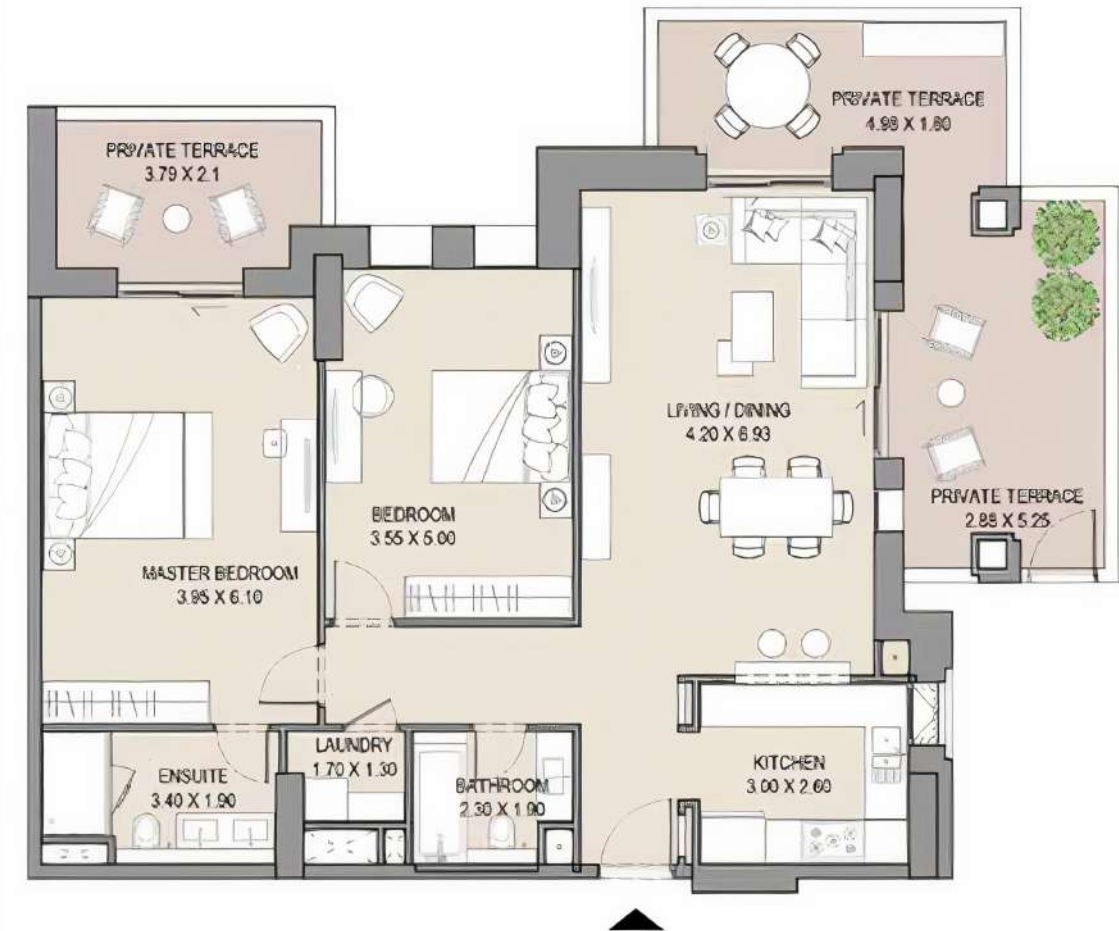 PRIVATE TERRACE
3.79 X 2.1
PRIVATE TERRACE
4.98 X 1.60
LIVING / DINING
4.20 X 6.93
PRIVATE TERRACE
2.88 X 5.25
BEDROOM
3.55 X 5.00
MASTER BEDROOM
3.95 X 6.10
LAUNDRY
1.70 X 1.30
ENSUITE
3.40 X 1.90
BATHROOM
2.30 X 1.90
KITCHEN
3.00 X 2.60